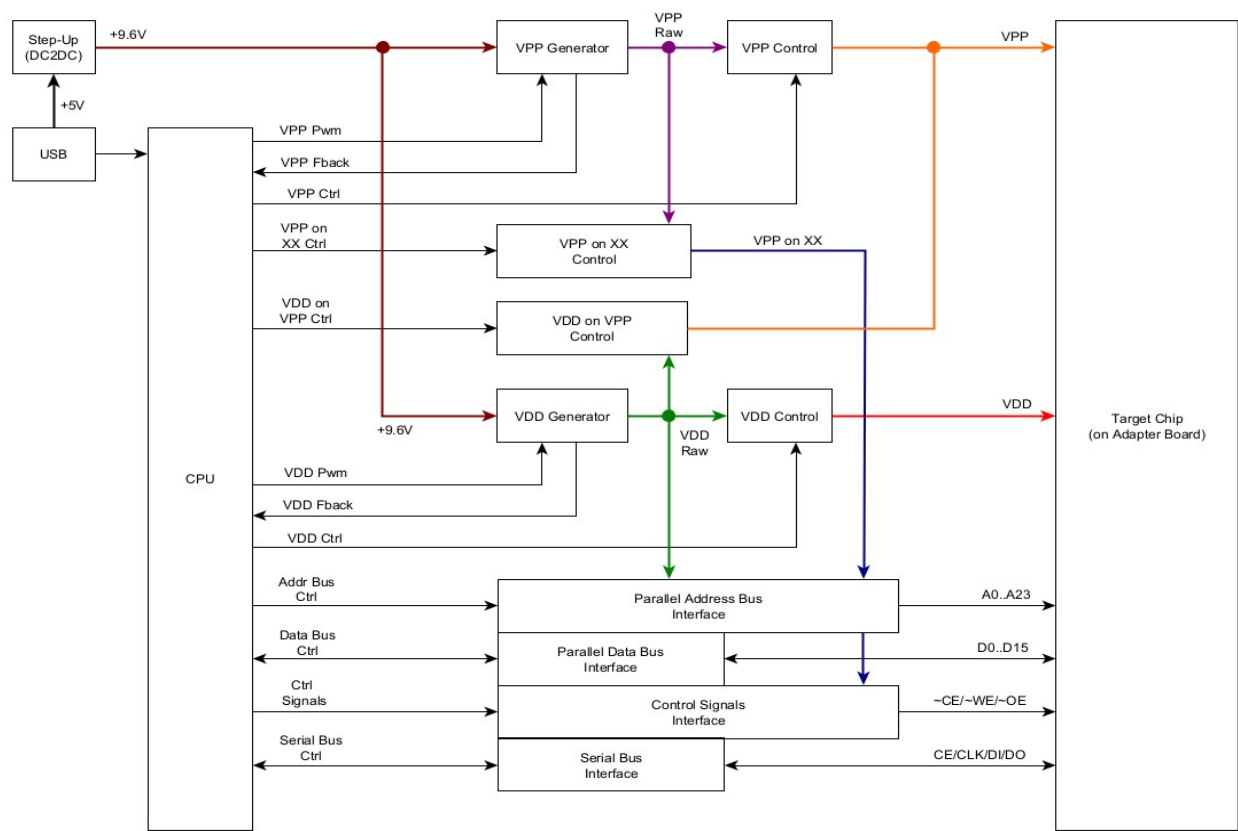 Step-Up
(DC2DC)
+9.6V
VPP Generator
VPP
Raw
VPP Control
VPP
+5V
USB
VPP Pwm
VPP Fback
VPP Ctrl
VPP on
XX Ctrl
VPP on XX
Control
VPP on XX
VDD on
VPP Ctrl
VDD on VPP
Control
+9.6V
VDD Generator
VDD
Raw
VDD Control
VDD
Target Chip
(on Adapter Board)
CPU
VDD Pwm
VDD Fback
VDD Ctrl
Addr Bus
Ctrl
Parallel Address Bus
Interface
A0..A23
Data Bus
Ctrl
Parallel Data Bus
Interface
D0..D15
Ctrl
Signals
Control Signals
Interface
~CE/~WE/~OE
Serial Bus
Ctrl
Serial Bus
Interface
CE/CLK/DI/DO